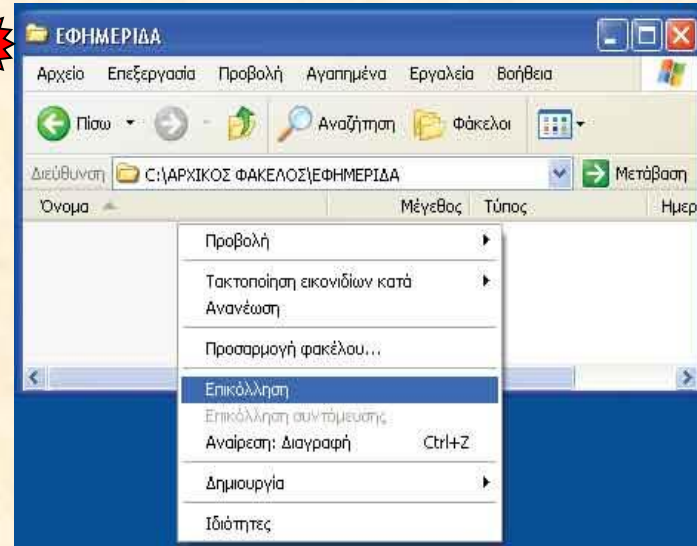 ΕΦΗΜΕΡΙΔΑ
Αρχείο Επεξεργασία Προβολή Αγαπημένα Εργαλεία Βοήθεια
Πίσω Αναζήτηση Φάκελοι
Διεύθυνση C:\ΑΡΧΙΚΟΣ ΦΑΚΕΛΟΣ\ΕΦΗΜΕΡΙΔΑ Μετάβαση
Όνομα Μέγεθος Τύπος Ημερ
Προβολή
Τακτοποίηση εικονιδίων κατά
Ανανέωση
Προσαρμογή φακέλου...
Επικόλληση
Επικόλληση συντόμευσης
Αναίρεση: Διαγραφή Ctrl+Z
Δημιουργία
Ιδιότητες